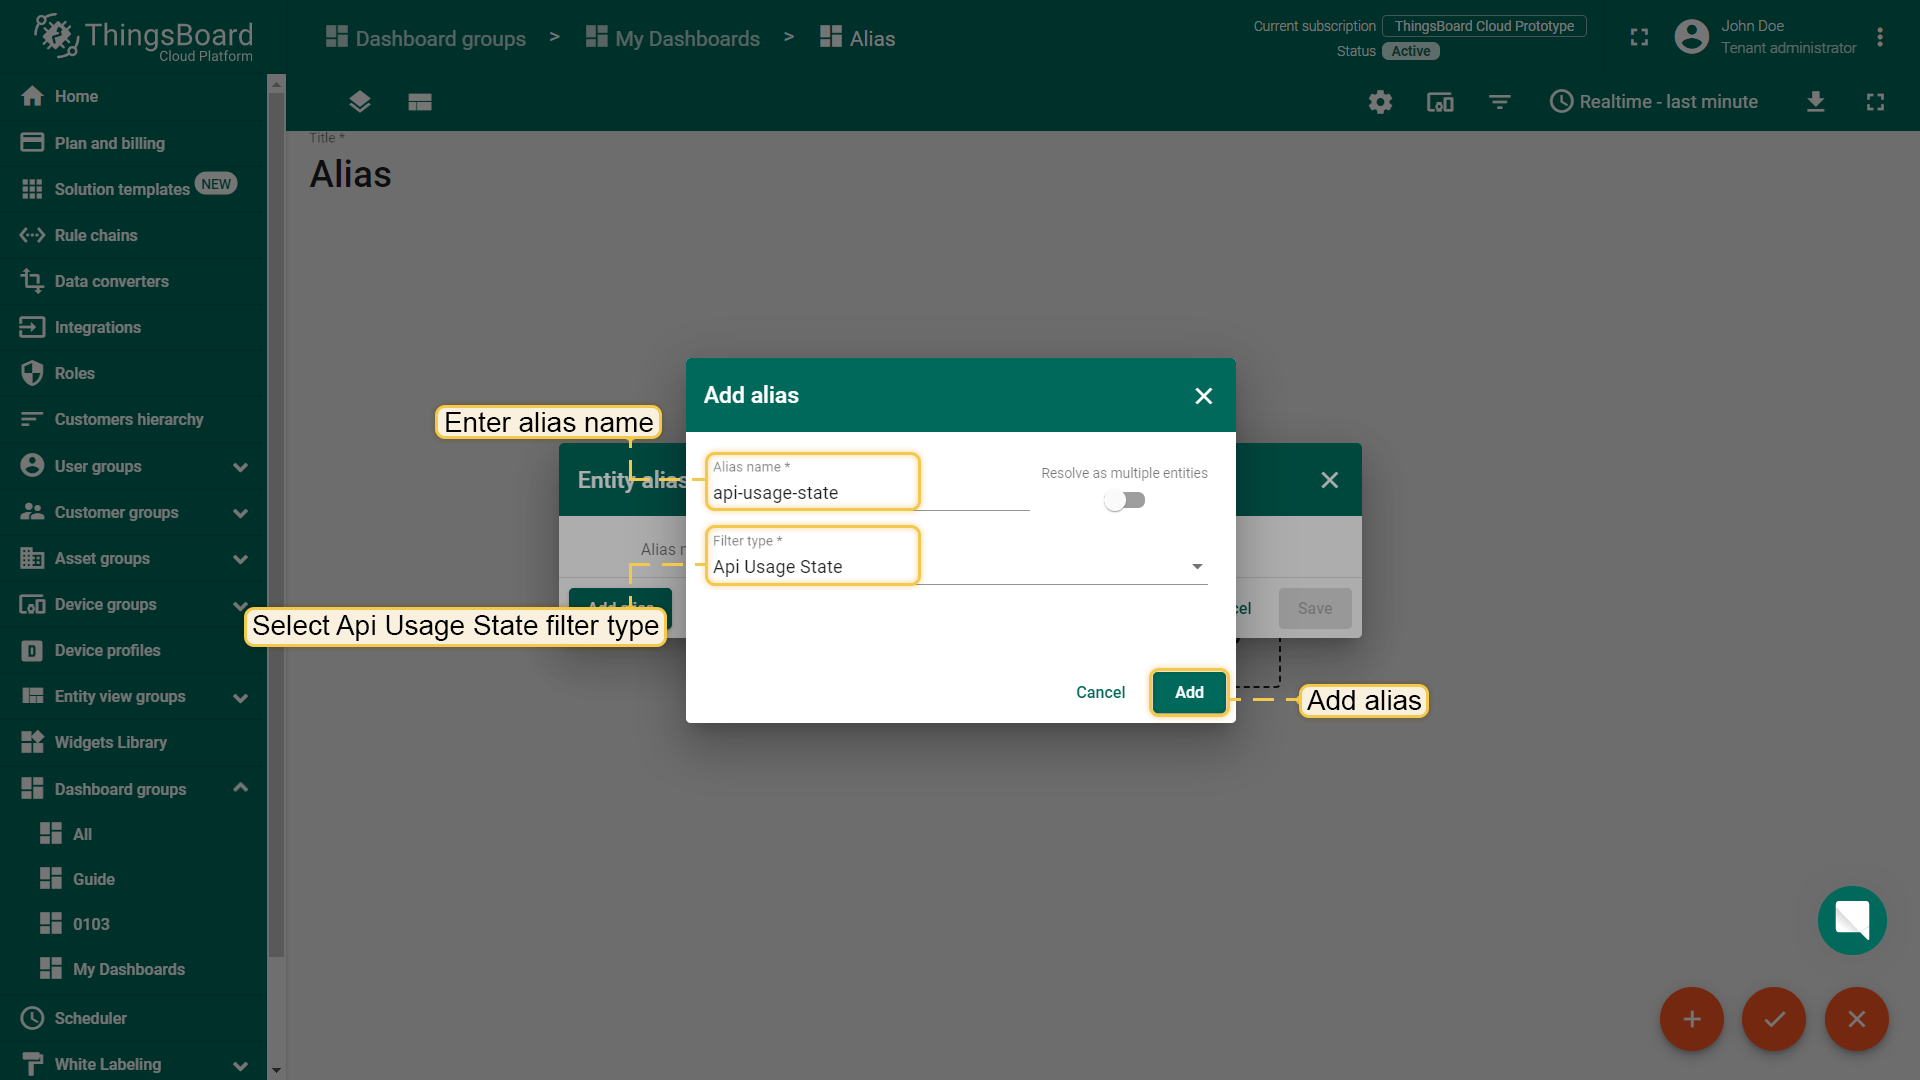 ThingsBoard
Cloud Platform
Dashboard groups > My Dashboards > Alias
Current subscription ThingsBoard Cloud Prototype
Status Active
John Doe
Tenant administrator
Realtime - last minute
Home
Plan and billing
Solution templates NEW
Rule chains
Data converters
Integrations
Roles
Customers hierarchy
User groups
Customer groups
Asset groups
Device groups
Device profiles
Entity view groups
Widgets Library
Dashboard groups
All
Guide
0103
My Dashboards
Scheduler
White Labeling
Title *
Alias
Enter alias name
Entity alias
Alias n
Select Api Usage State filter type
Add alias
Alias name *
api-usage-state
Resolve as multiple entities
Filter type *
Api Usage State
Cancel
Add
cel
Save
Add alias